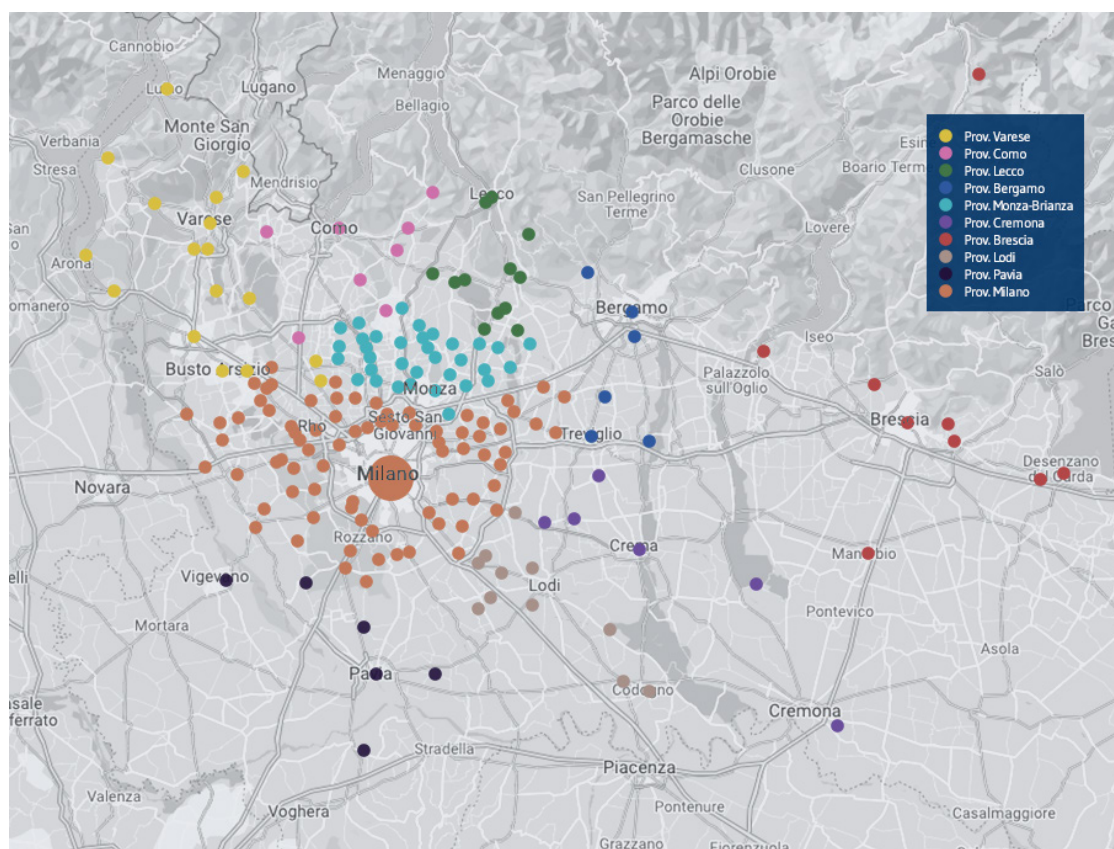 Cannobio
Luino
Lugano
Menaggio
Bellagio
Alpi Orobie
Parco delle
Orobie
Bergamasche
Verbania
Stresa
Monte San
Giorgio
Mendrisio
Varese
Como
Lecco
San Pellegrino
Terme
Clusone
Boario Terme
Lovere
Arona
Prov. Varese
Prov. Como
Prov. Lecco
Prov. Bergamo
Prov. Monza-Brianza
Prov. Cremona
Prov. Brescia
Prov. Lodi
Prov. Pavia
Prov. Milano
Bergamo
Iseo
Parco
Busto Arsizio
Monza
Palazzolo
sull'Oglio
Salò
Rho
Sesto San
Giovanni
Treviglio
Brescia
Milano
Desenzano
del Garda
Novara
Rozzano
Crema
Manerbio
Vigevano
Lodi
Mortara
Pontevico
Asola
Pavia
Codogno
Cremona
Stradella
Piacenza
Valenza
Voghera
Pontenure
Casalmaggiore
Grazzano
Fiorenzuola